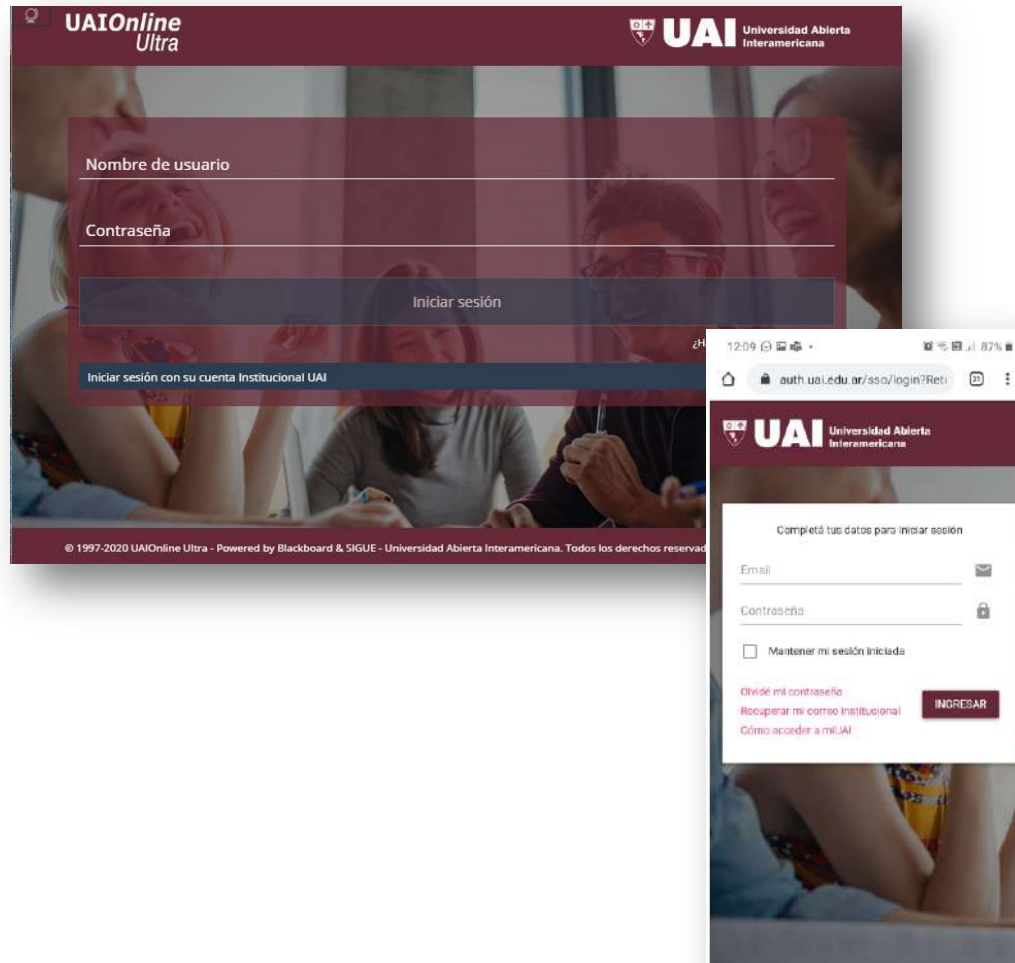 UAIOnline
Ultra
UAI Universidad Abierta
Interamericana
Nombre de usuario
Contraseña
Iniciar sesión
Iniciar sesión con su cuenta Institucional UAI
© 1997-2020 UAIOnline Ultra - Powered by Blackboard & SIGUE - Universidad Abierta Interamericana. Todos los derechos
12:09
87%
auth.uai.edu.ar/sso/login?Ret
21
UAI Universidad Abierta
Interamericana
Completá tus datos para iniciar sesión
Email
Contraseña
Mantener mi sesión iniciada
Olvidé mi contraseña
Recuperar mi correo institucional
INGRESAR
Cómo acceder a miUAI